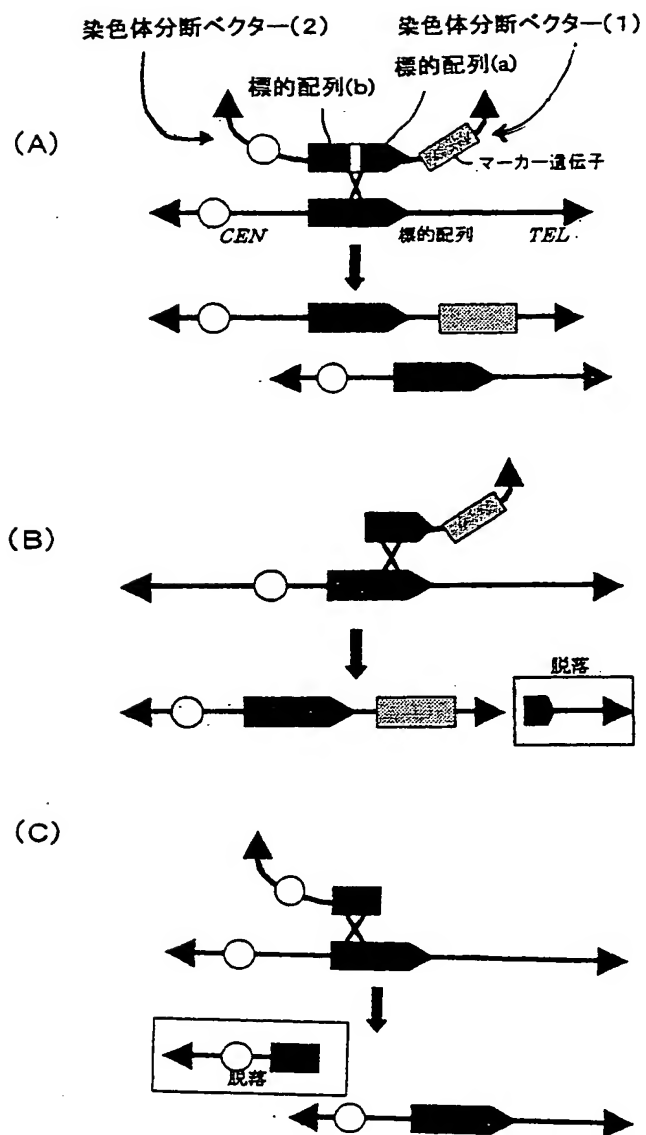 染色体分断ベクター(2)
染色体分断ベクター(1)
標的配列(a)
標的配列(b)
(A)
マーカー遺伝子
CEN
標的配列
TEL
(B)
脱落
(C)
脱落